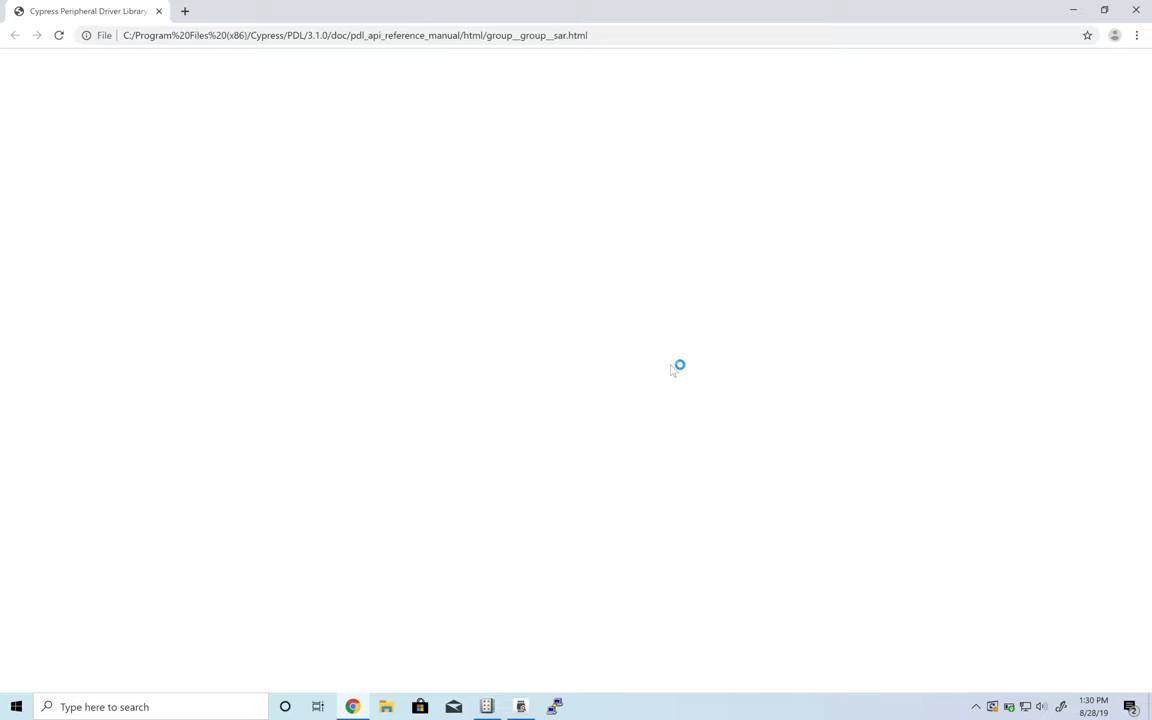 Cypress Peripheral Driver Library
File
C:/Program%20Files%20(x86)/Cypress/PDL/3.1.0/doc/pdl_api_reference_manual/html/group__group__sar.html
Type here to search
1:30 PM
8/28/19
2